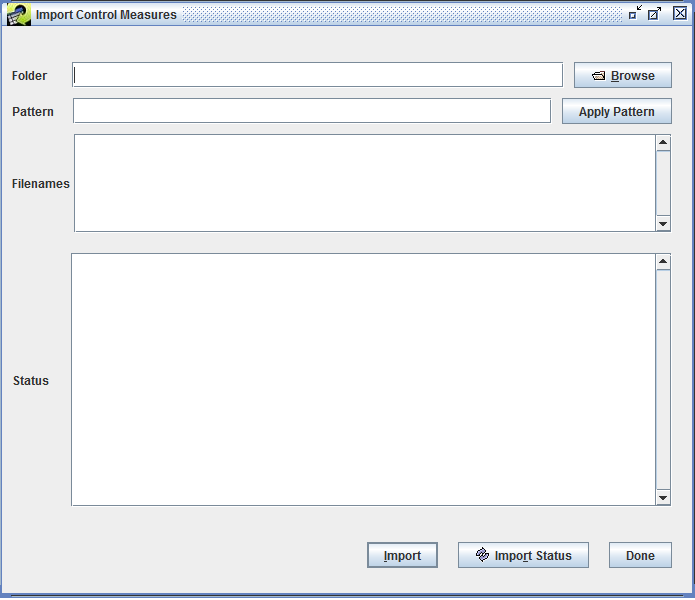 Import Control Measures
Folder
Browse
Pattern
Apply Pattern
Filenames
Status
Import
Import Status
Done